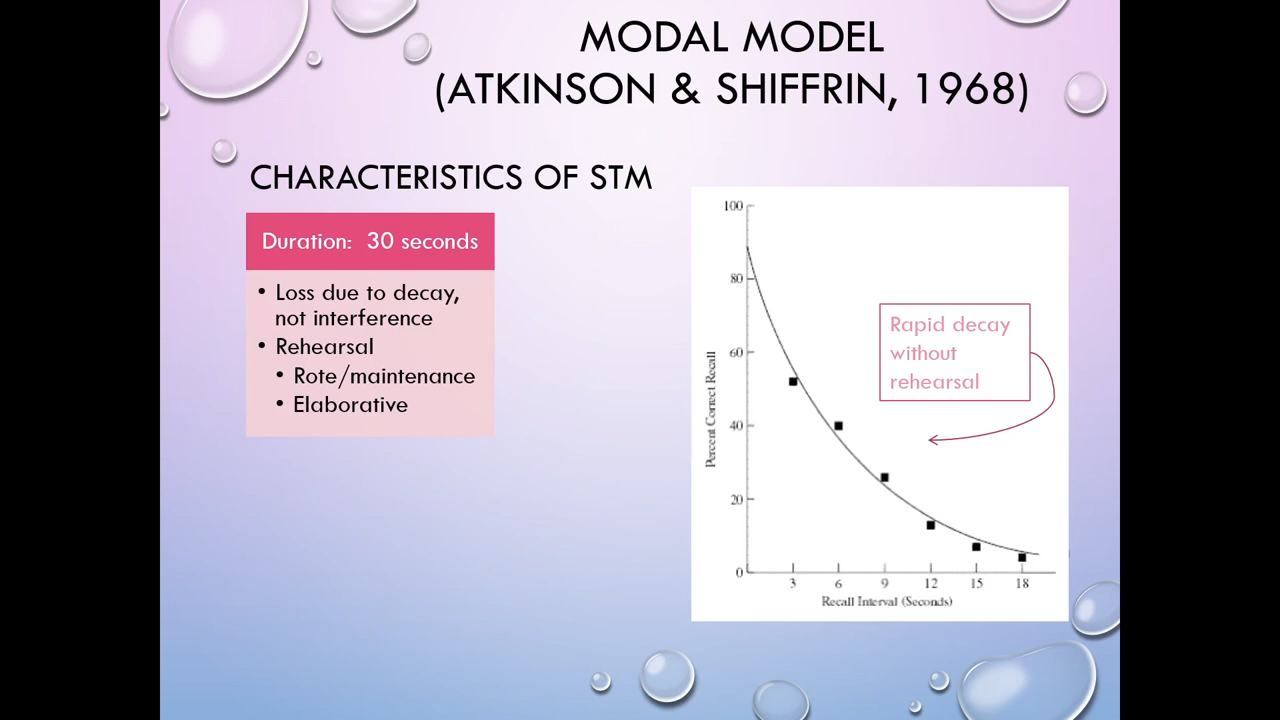 MODAL MODEL
(ATKINSON & SHIFFRIN, 1968)
CHARACTERISTICS OF STM
Duration: 30 seconds
• Loss due to decay,
not interference
• Rehearsal
• Rote/maintenance
• Elaborative
100
80
60
40
20
0
Percent Correct Recall
Rapid decay
without
rehearsal
3 6 9 12 15 18
Recall Interval (Seconds)